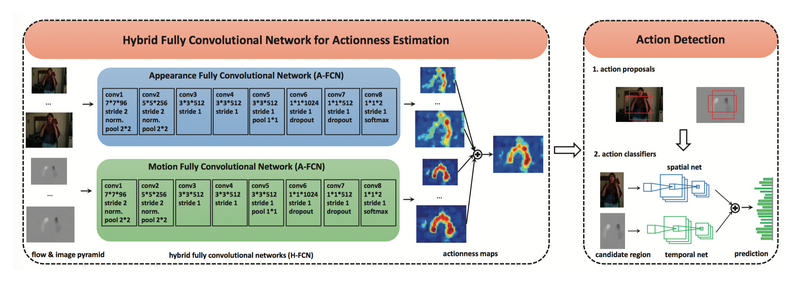 Hybrid Fully Convolutional Network for Actionness Estimation
Appearance Fully Convolutional Network (A-FCN)
conv1
7*7*96
stride 2
norm.
pool 2*2
conv2
5*5*256
stride 2
norm.
pool 2*2
conv3
3*3*512
stride 1
conv4
3*3*512
stride 1
conv5
3*3*512
stride 1
pool 1*1
conv6
1*1*1024
stride 1
dropout
conv7
1*1*512
stride 1
dropout
conv8
1*1*2
stride 1
softmax
...
...
Motion Fully Convolutional Network (A-FCN)
conv1
7*7*96
stride 2
norm.
pool 2*2
conv2
5*5*256
stride 2
norm.
pool 2*2
conv3
3*3*512
stride 1
conv4
3*3*512
stride 1
conv5
3*3*512
stride 1
pool 1*1
conv6
1*1*1024
stride 1
dropout
conv7
1*1*512
stride 1
dropout
conv8
1*1*2
stride 1
softmax
...
...
flow & image pyramid
hybrid fully convolutional networks (H-FCN)
actionness maps
Action Detection
1. action proposals
2. action classifiers
spatial net
candidate region
temporal net
prediction